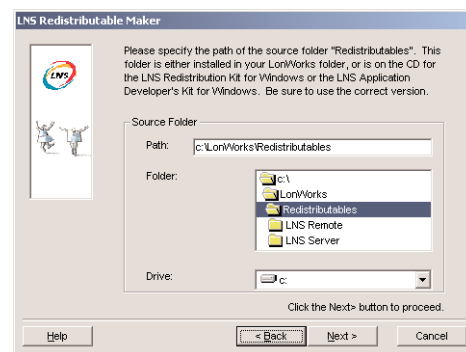 LNS Redistributable Maker
Please specify the path of the source folder "Redistributables". This
folder is either installed in your LonWorks folder, or is on the CD for
the LNS Redistribution Kit for Windows or the LNS Application
Developer's Kit for Windows. Be sure to use the correct version.
LNS
Source Folder
Path: c:\LonWorks\Redistributables
Folder: c:\
LonWorks
Redistributables
LNS Remote
LNS Server
Drive: c:
Click the Next> button to proceed.
Help < Back Next > Cancel